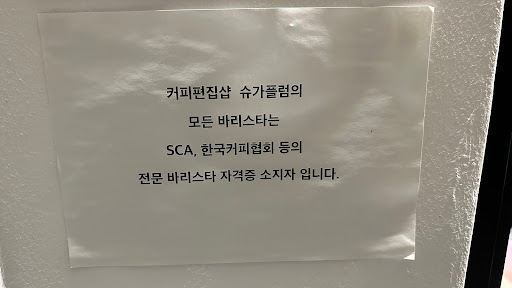 커피편집샵 슈가플럼의
모든 바리스타는
SCA, 한국커피협회 등의
전문 바리스타 자격증 소지자 입니다.